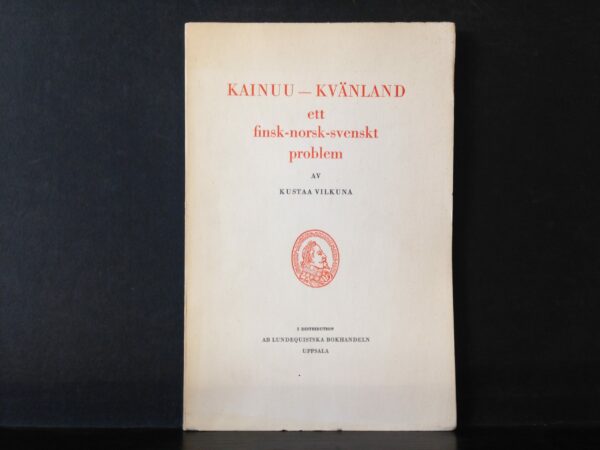 KAINUU — KVÄNLAND
ett
finsk-norsk-svenskt
problem
AV
KUSTAA VILKUNA
I DISTRIBUTION
AB LUNDEQUISTSKA BOKHANDELN
UPPSALA